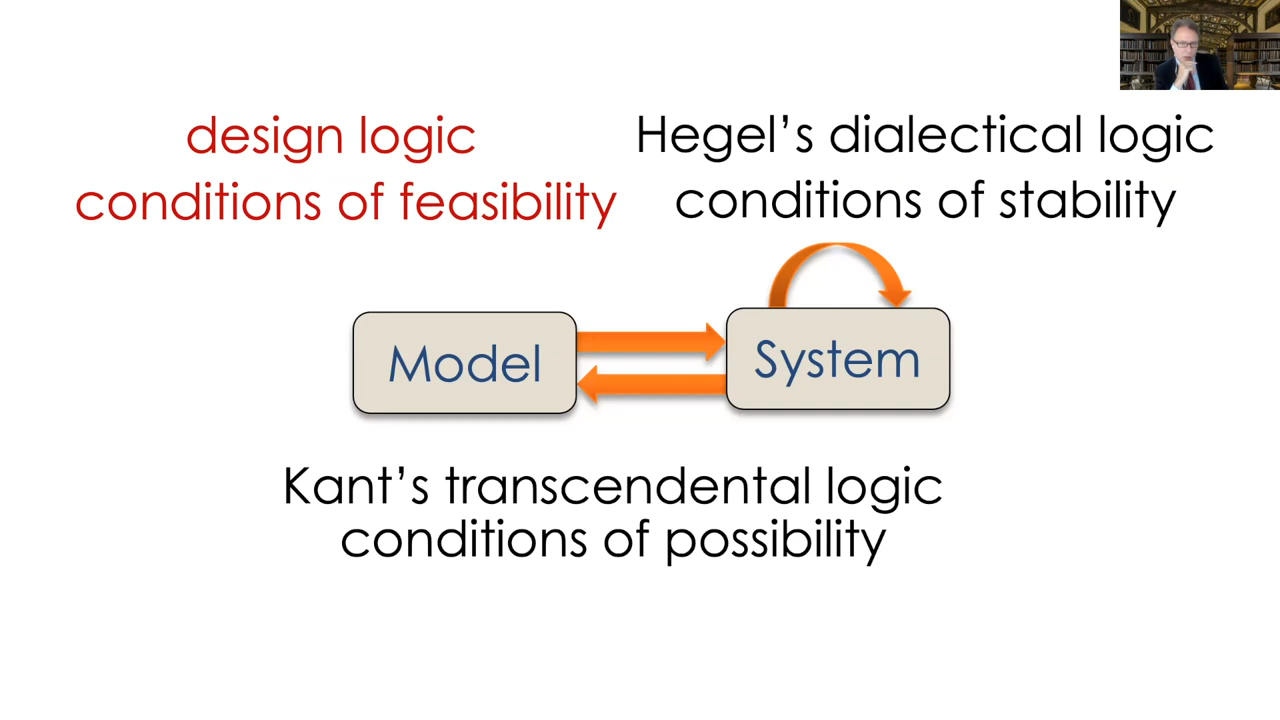 design logic
conditions of feasibility
Hegel’s dialectical logic
conditions of stability
Model
System
Kant’s transcendental logic
conditions of possibility